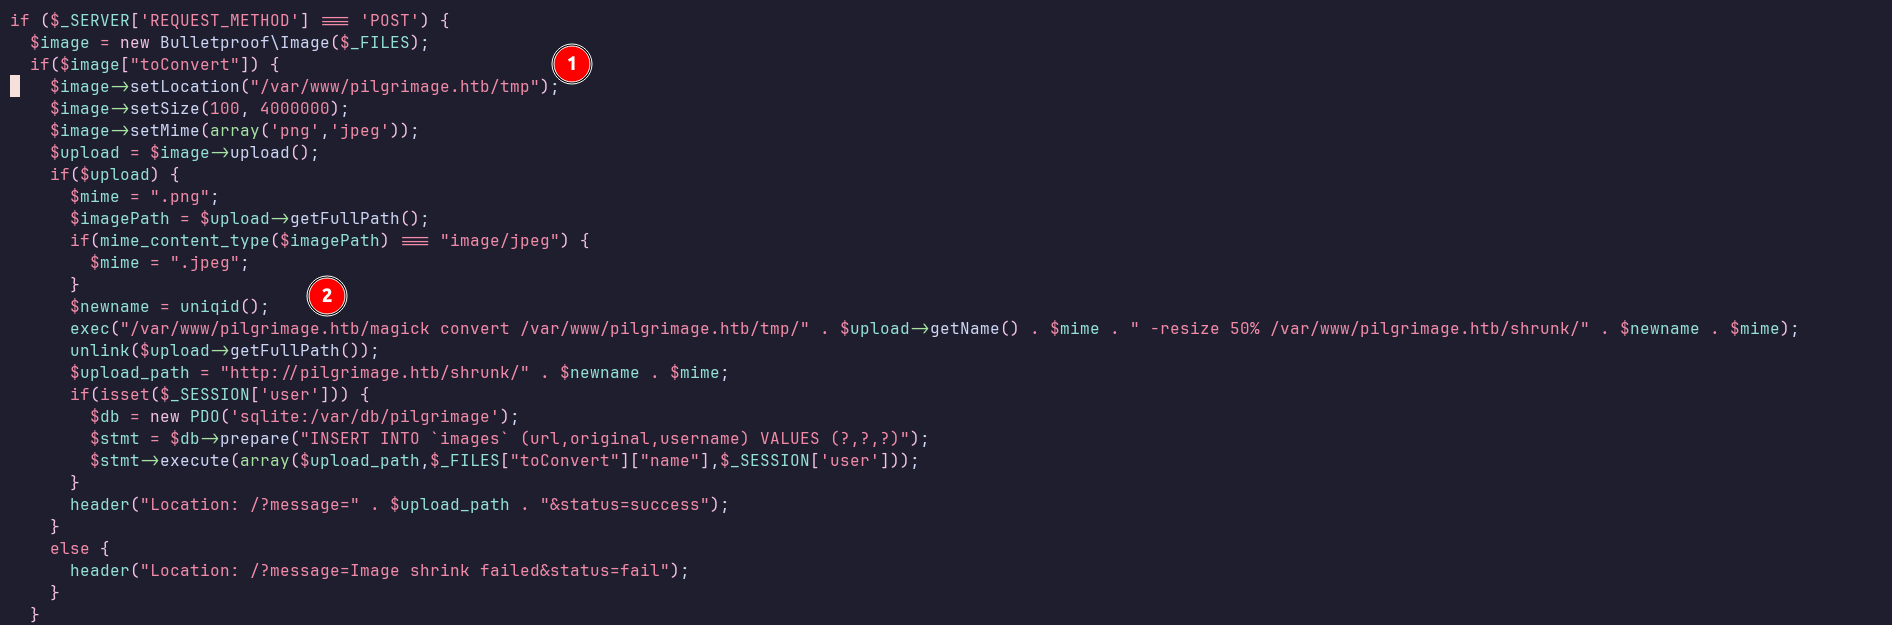 if ($_SERVER['REQUEST_METHOD'] === 'POST') {
  $image = new Bulletproof\Image($_FILES);
  if($image["toConvert"]) {
1
    $image->setLocation("/var/www/pilgrimage.htb/tmp");
    $image->setSize(100, 4000000);
    $image->setMime(array('png','jpeg'));
    $upload = $image->upload();
    if($upload) {
      $mime = ".png";
      $imagePath = $upload->getFullPath();
      if(mime_content_type($imagePath) === "image/jpeg") {
        $mime = ".jpeg";
      }
2
      $newname = uniqid();
      exec("/var/www/pilgrimage.htb/magick convert /var/www/pilgrimage.htb/tmp/" . $upload->getName() . $mime . " -resize 50% /var/www/pilgrimage.htb/shrunk/" . $newname . $mime);
      unlink($upload->getFullPath());
      $upload_path = "http://pilgrimage.htb/shrunk/" . $newname . $mime;
      if(isset($_SESSION['user'])) {
        $db = new PDO('sqlite:/var/db/pilgrimage');
        $stmt = $db->prepare("INSERT INTO `images` (url,original,username) VALUES (?,?,?)");
        $stmt->execute(array($upload_path,$_FILES["toConvert"]["name"],$_SESSION['user']));
      }
      header("Location: /?message=" . $upload_path . "&status=success");
    }
    else {
      header("Location: /?message=Image shrink failed&status=fail");
    }
  }